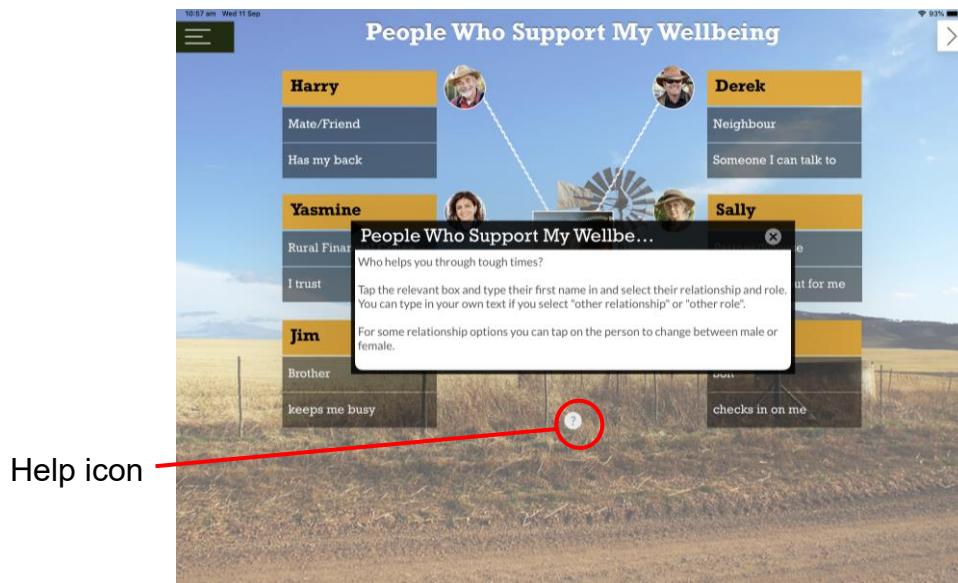 10:57 am Wed 11 Sep
93%
People Who Support My Wellbeing
Harry
Mate/Friend
Has my back
Derek
Neighbour
Someone I can talk to
Yasmine
Rural Finan
I trust
Sally
e
ut for me
People Who Support My Wellbe...
Who helps you through tough times?
Tap the relevant box and type their first name in and select their relationship and role.
You can type in your own text if you select "other relationship" or "other role".
For some relationship options you can tap on the person to change between male or
female.
Jim
Brother
keeps me busy
checks in on me
?
Help icon